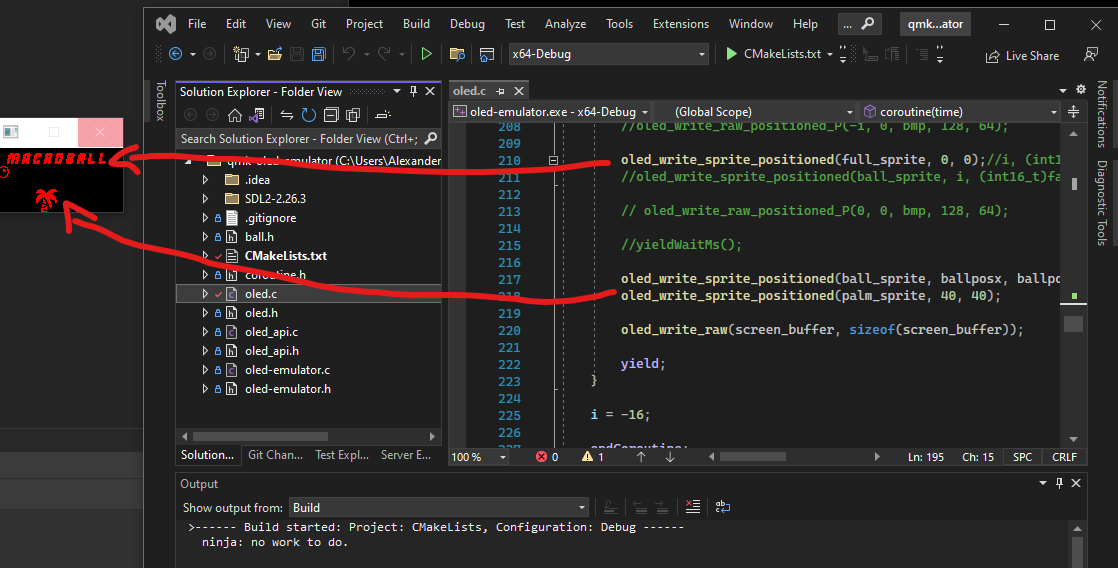 File Edit View Git Project Build Debug Test Analyze Tools Extensions Window Help ... qmk...ator
x64-Debug CMakeLists.txt Live Share
Toolbox
Solution Explorer - Folder View
Search Solution Explorer - Folder View (Ctrl+;
qmk-oled-emulator (C:\Users\Alexander
.idea
SDL2-2.26.3
.gitignore
ball.h
CMakeLists.txt
coroutine.h
oled.c
oled.h
oled_api.c
oled_api.h
oled-emulator.c
oled-emulator.h
Solution... Git Chan... Test Expl... Server E...
MACROBALL
oled.c
oled-emulator.exe - x64-Debug (Global Scope) coroutine(time)
208 //oled_write_raw_positioned_P(-i, 0, bmp, 128, 64);
209
210 oled_write_sprite_positioned(full_sprite, 0, 0);//i, (int1
211 //oled_write_sprite_positioned(ball_sprite, i, (int16_t)fa
212
213 // oled_write_raw_positioned_P(0, 0, bmp, 128, 64);
214
215 //yieldWaitMs();
216
217 oled_write_sprite_positioned(ball_sprite, ballposx, ballpo
218 oled_write_sprite_positioned(palm_sprite, 40, 40);
219
220 oled_write_raw(screen_buffer, sizeof(screen_buffer));
221
222 yield;
223 }
224
225 i = -16;
226
227 endCoroutine;
100 % 0 1 Ln: 195 Ch: 15 SPC CRLF
Notifications
Diagnostic Tools
Output
Show output from: Build
>------ Build started: Project: CMakeLists, Configuration: Debug ------
ninja: no work to do.